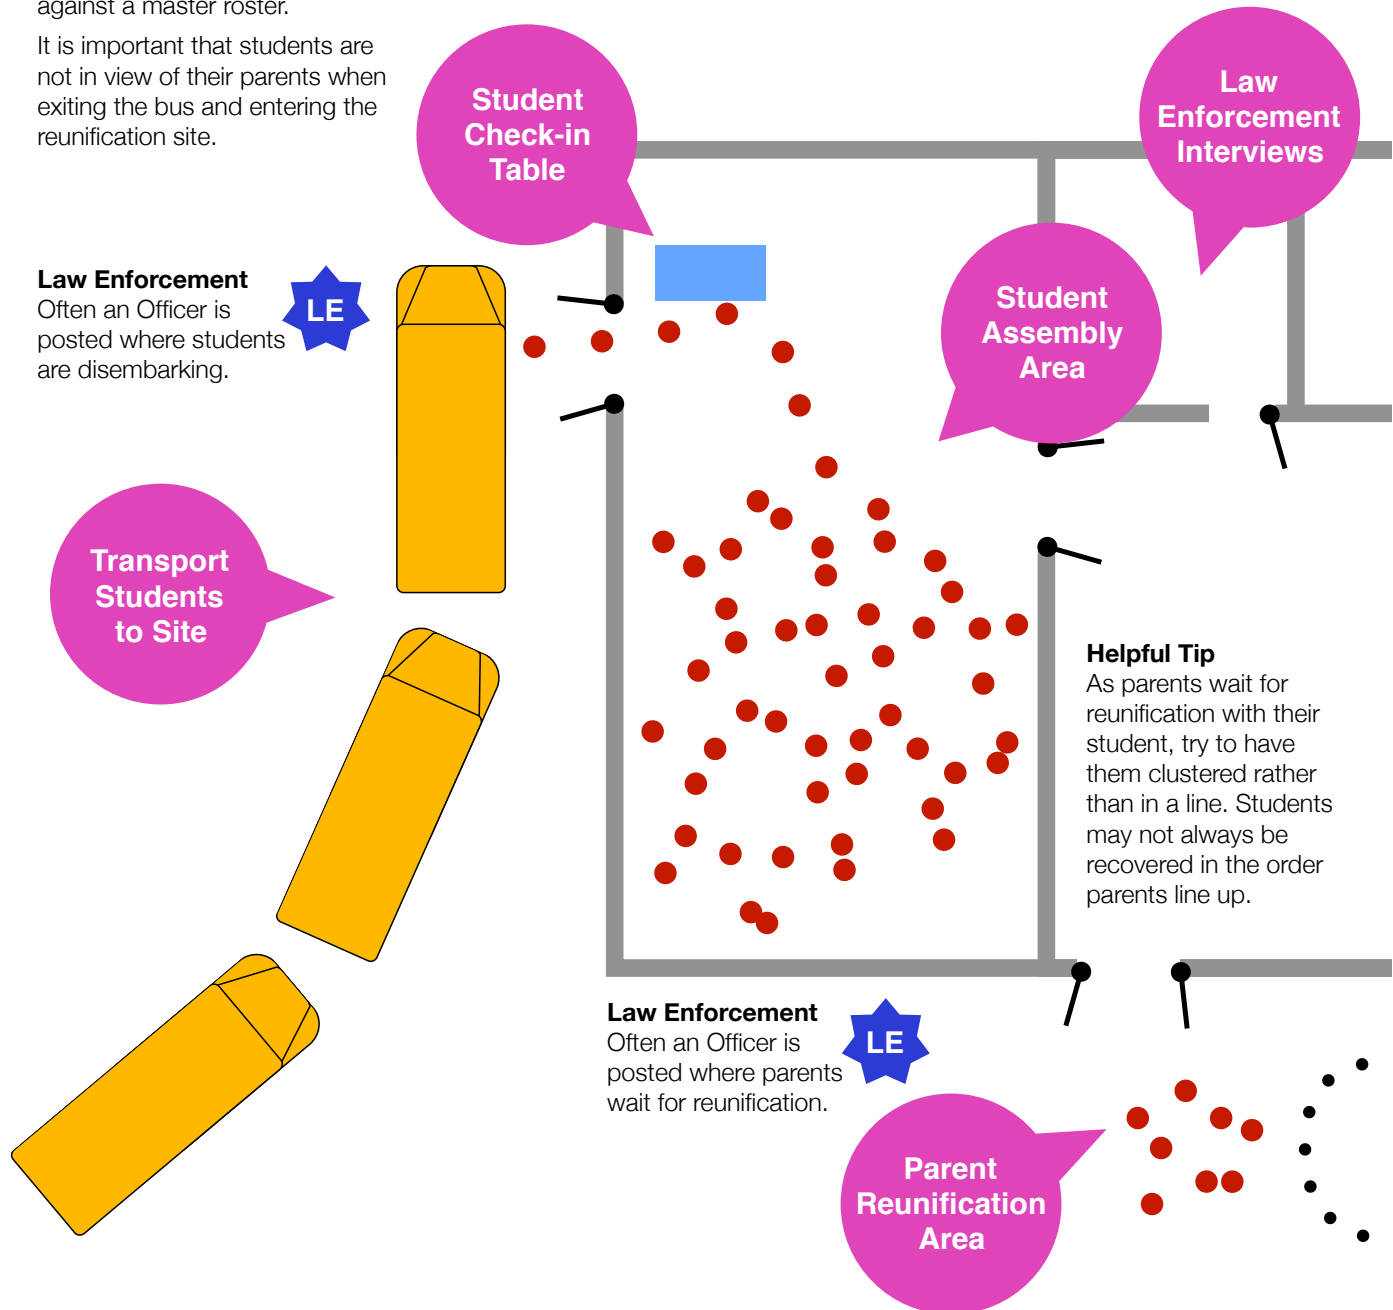 against a master roster.
It is important that students are
not in view of their parents when
exiting the bus and entering the
reunification site.
Student
Check-in
Table
Law
Enforcement
Interviews
Law Enforcement
Often an Officer is
posted where students
are disembarking.
LE
Student
Assembly
Area
Transport
Students
to Site
Helpful Tip
As parents wait for
reunification with their
student, try to have
them clustered rather
than in a line. Students
may not always be
recovered in the order
parents line up.
Law Enforcement
Often an Officer is
posted where parents
wait for reunification.
LE
Parent
Reunification
Area